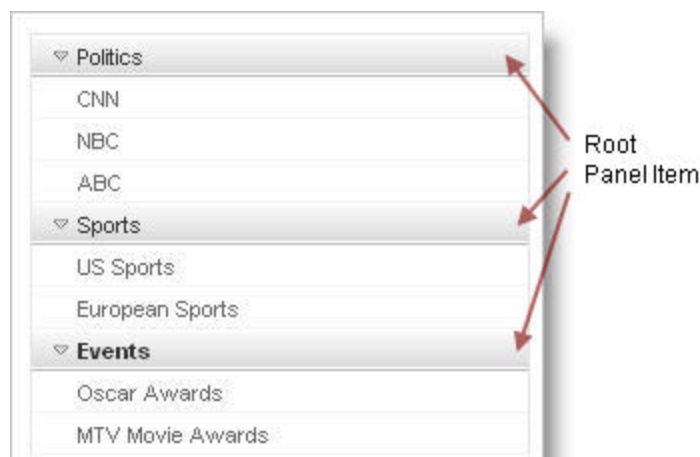 Politics
CNN
NBC
ABC
Sports
US Sports
European Sports
Events
Oscar Awards
MTV Movie Awards
Root
Panel Item